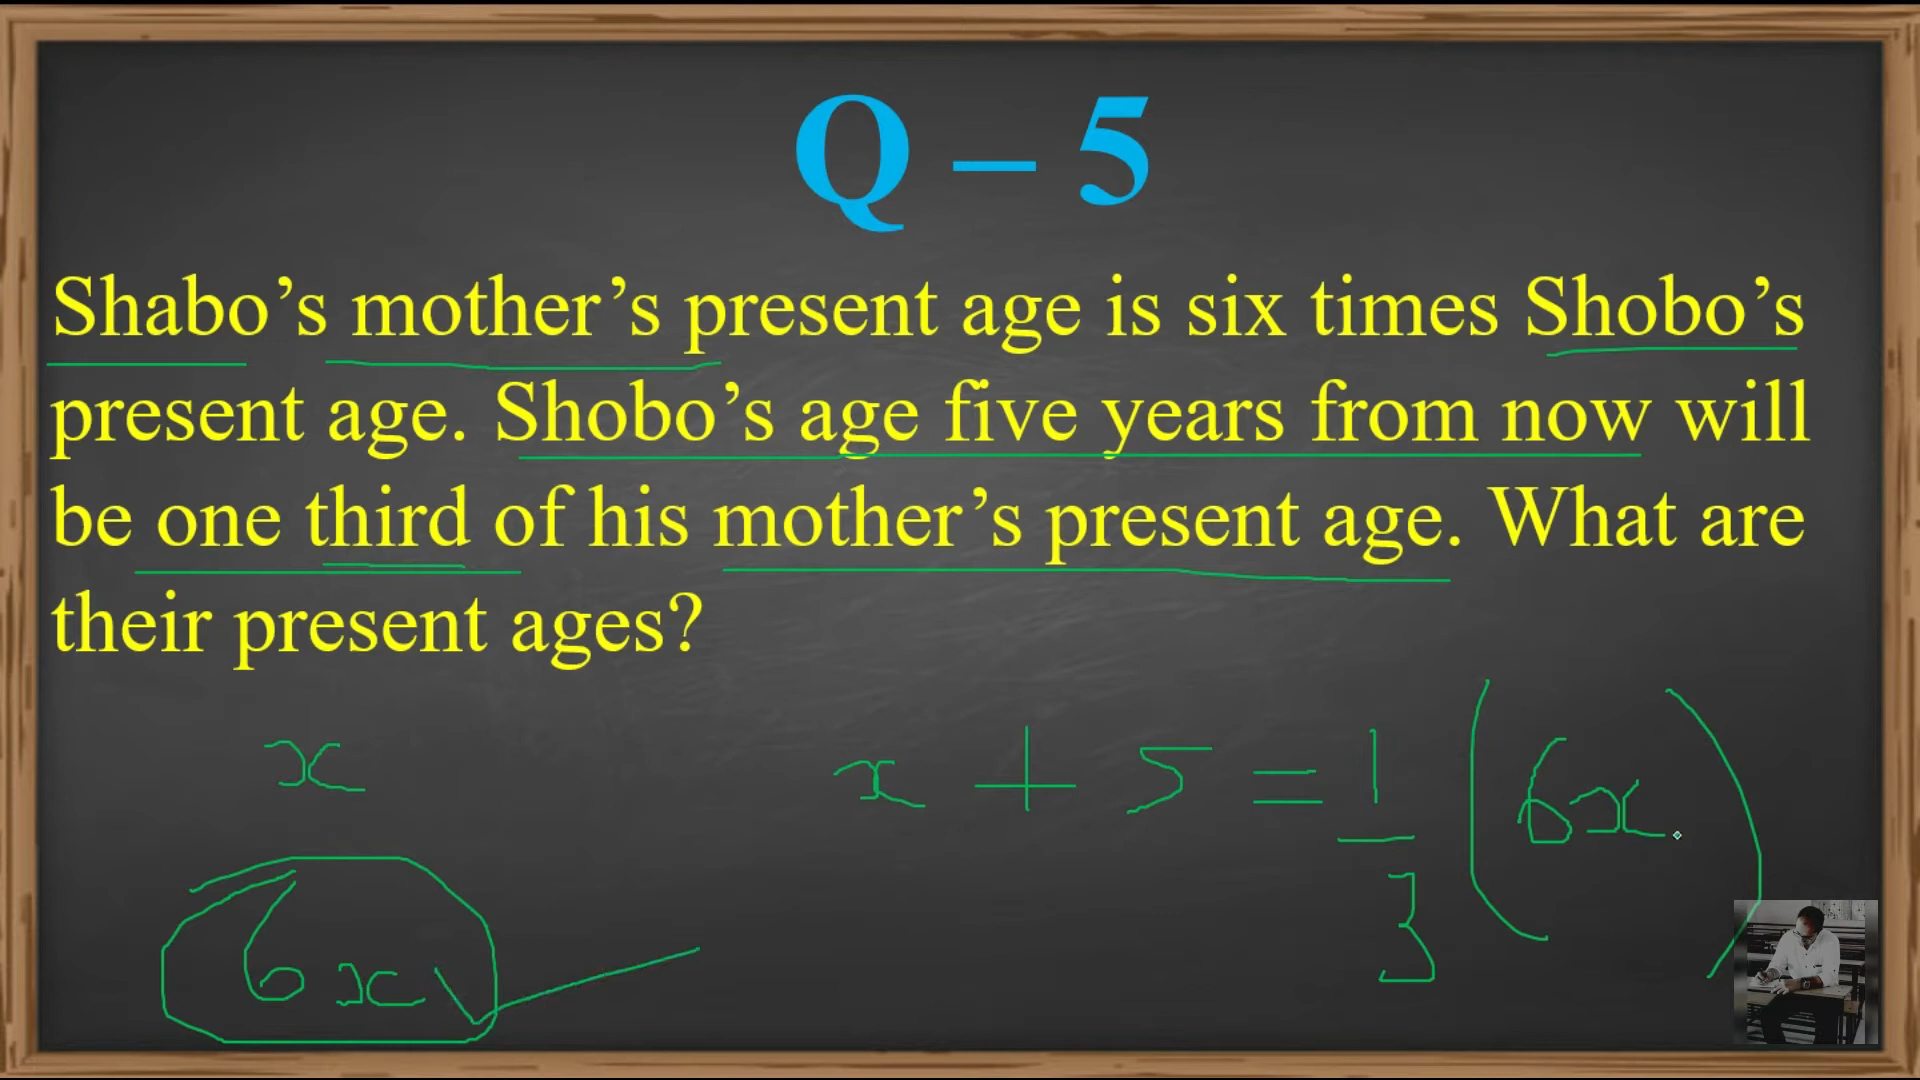 Q – 5
Shabo’s mother’s present age is six times Shobo’s
present age. Shobo’s age five years from now will
be one third of his mother’s present age. What are
their present ages?
x
x + 5 = 1/3 (6x)
6x